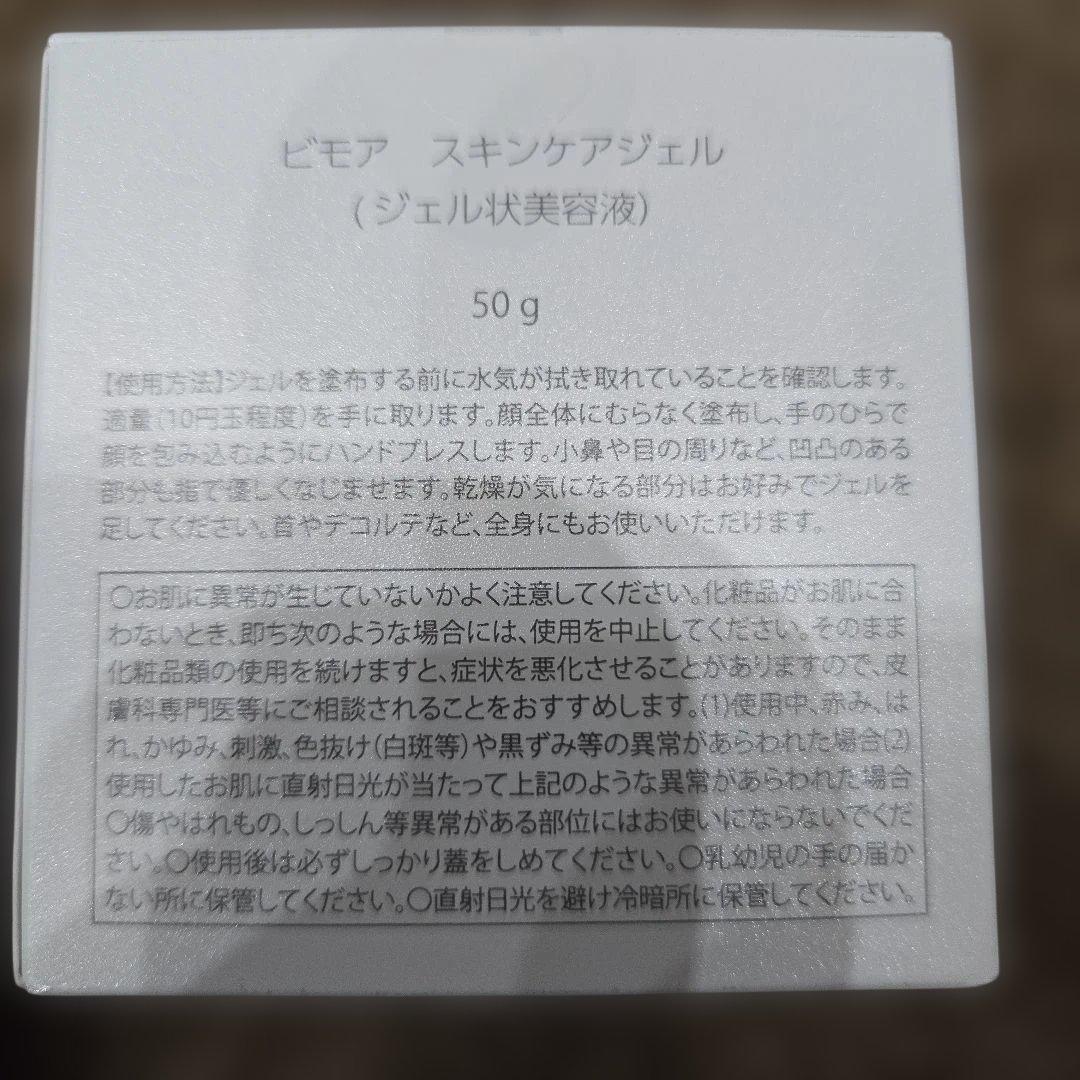 ビモア　スキンケアジェル
(ジェル状美容液)
50 g
【使用方法】ジェルを塗布する前に水気が拭き取れていることを確認します。
適量(10円玉程度)を手に取ります。顔全体にむらなく塗布し、手のひらで
顔を包み込むようにハンドプレスします。小鼻や目の周りなど、凹凸のある
部分も指で優しくなじませます。乾燥が気になる部分はお好みでジェルを
足してください。首やデコルテなど、全身にもお使いいただけます。
〇お肌に異常が生じていないかよく注意してください。化粧品がお肌に合
わないとき、即ち次のような場合には、使用を中止してください。そのまま
化粧品類の使用を続けますと、症状を悪化させることがありますので、皮
膚科専門医等にご相談されることをおすすめします。(1)使用中、赤み、は
れ、かゆみ、刺激、色抜け(白斑等)や黒ずみ等の異常があらわれた場合(2)
使用したお肌に直射日光が当たって上記のような異常があらわれた場合
〇傷やはれもの、しっしん等異常がある部位にはお使いにならないでくだ
さい。〇使用後は必ずしっかり蓋をしめてください。〇乳幼児の手の届か
ない所に保管してください。〇直射日光を避け冷暗所に保管してください。